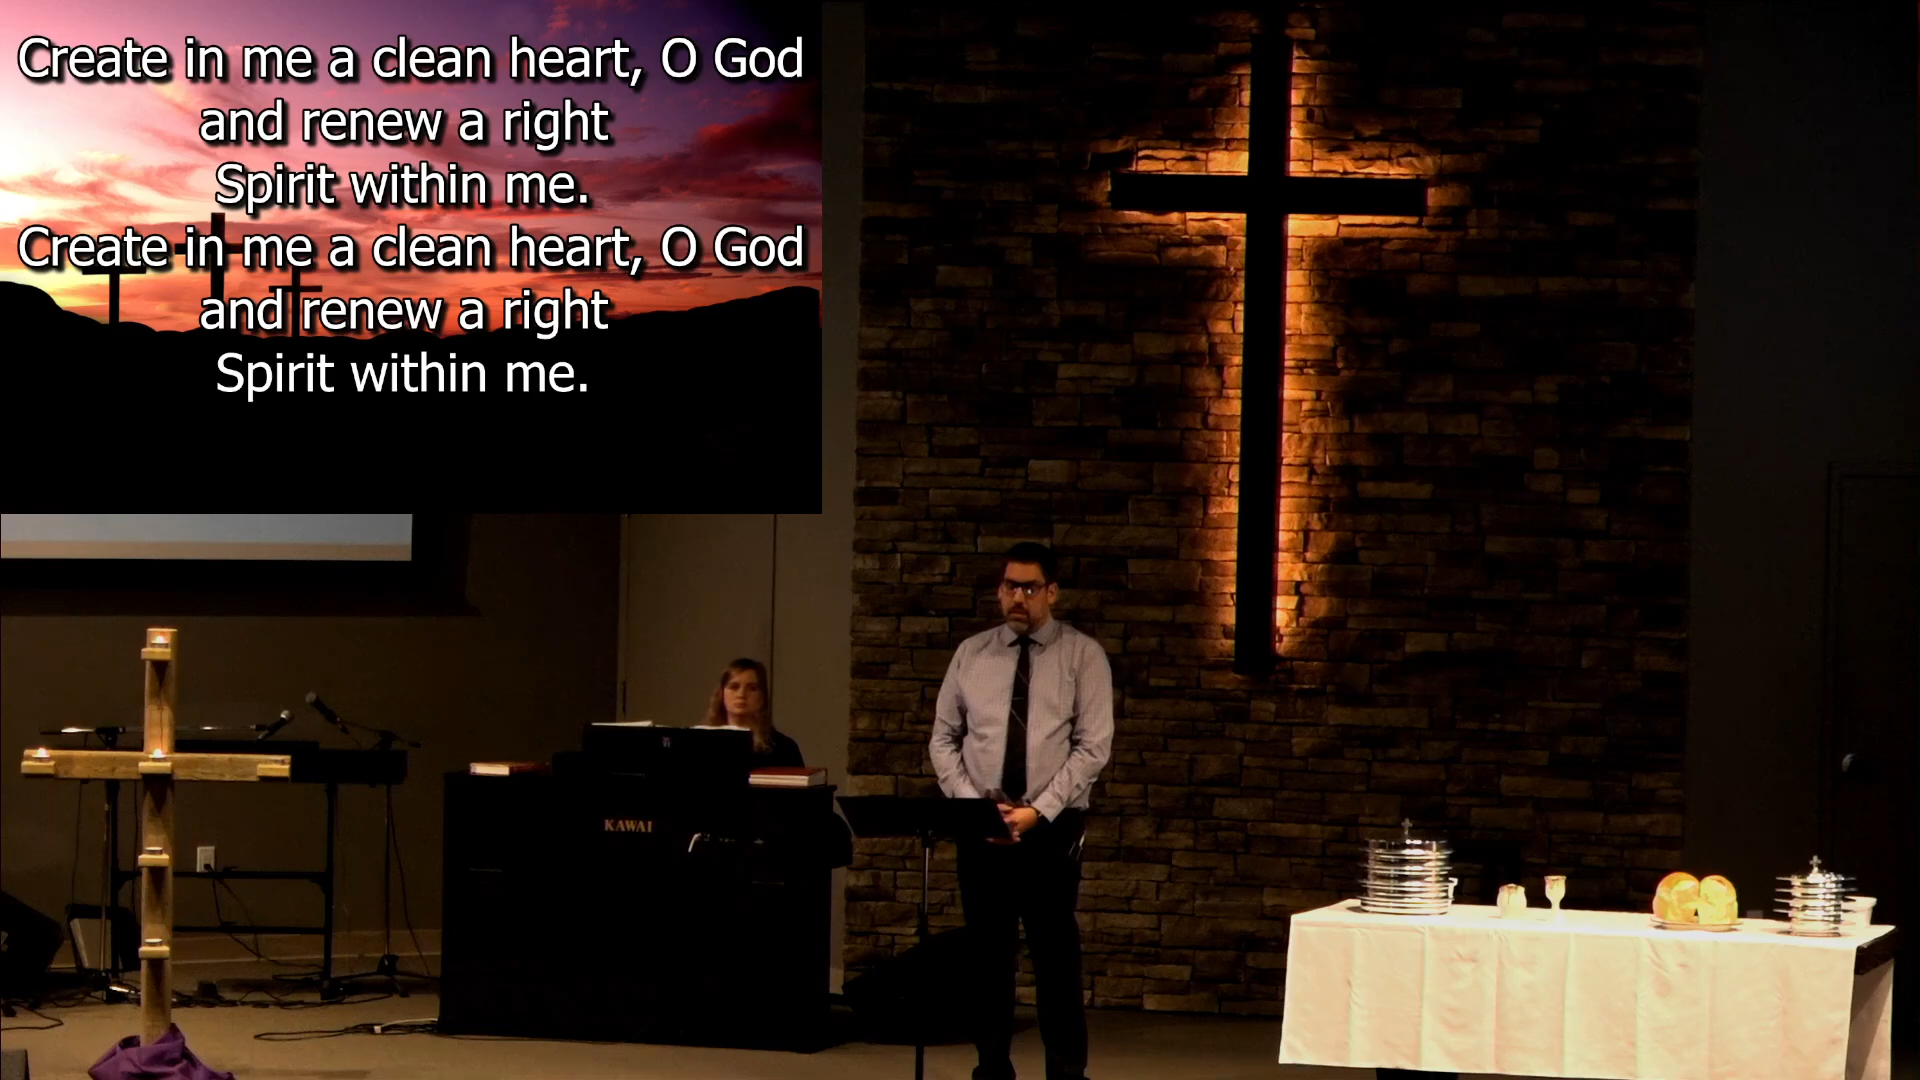 Create in me a clean heart, O God
and renew a right
Spirit within me.
Create in me a clean heart, O God
and renew a right
Spirit within me.
KAWAI